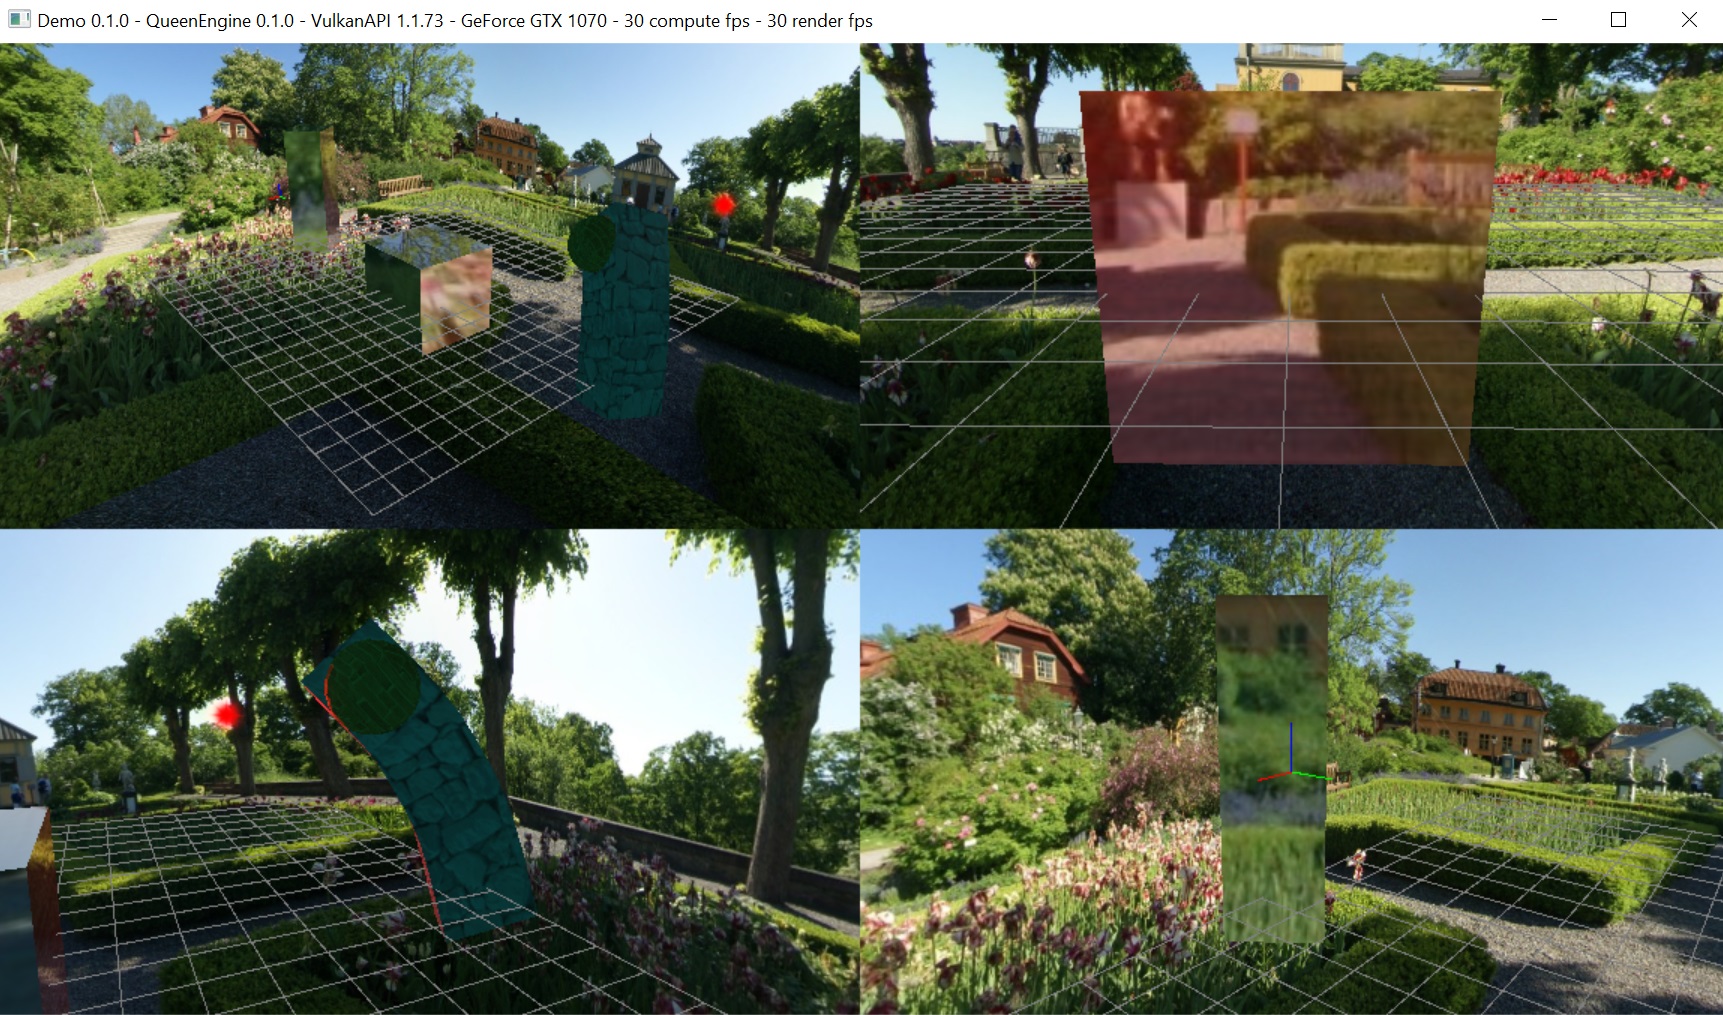 Demo 0.1.0 - QueenEngine 0.1.0 - VulkanAPI 1.1.73 - GeForce GTX 1070 - 30 compute fps - 30 render fps